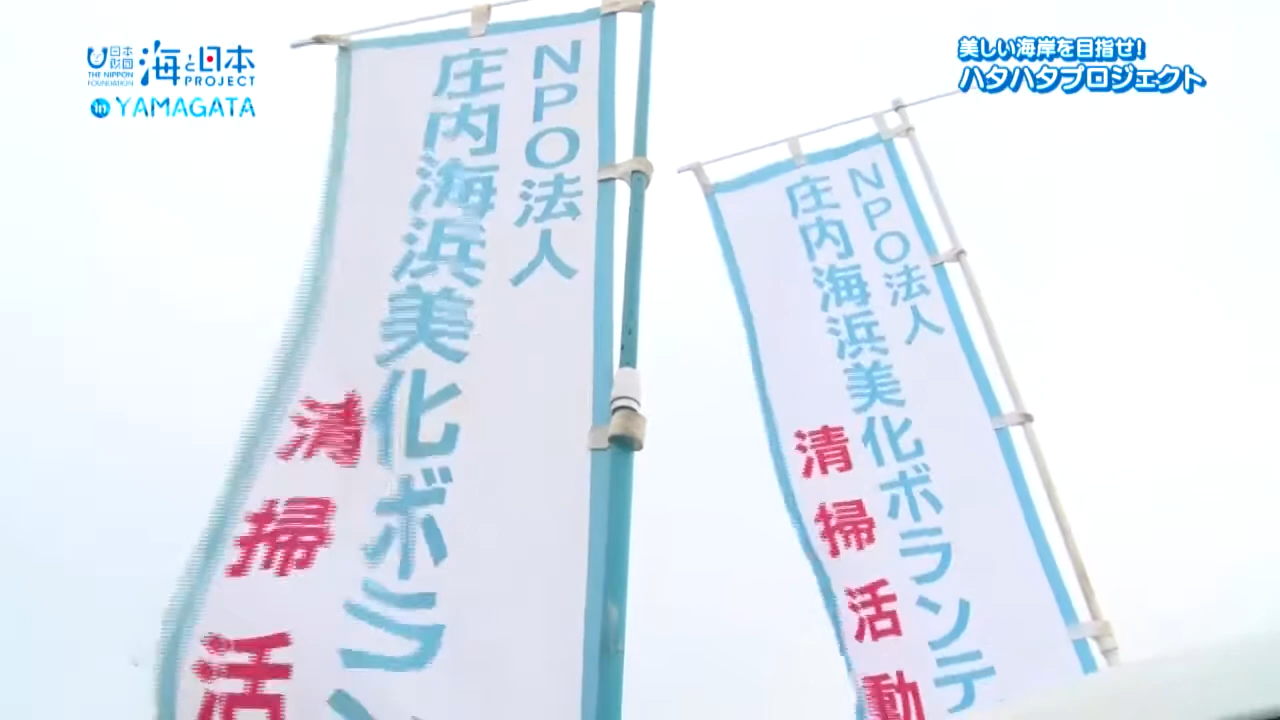 日本
財団
THE NIPPON
FOUNDATION
海と日本
PROJECT
in YAMAGATA
美しい海岸を目指せ!
ハタハタプロジェクト
NPO法人
庄内海浜美化ボラン
清掃活
NPO法人
庄内海浜美化ボランテ
清掃活動